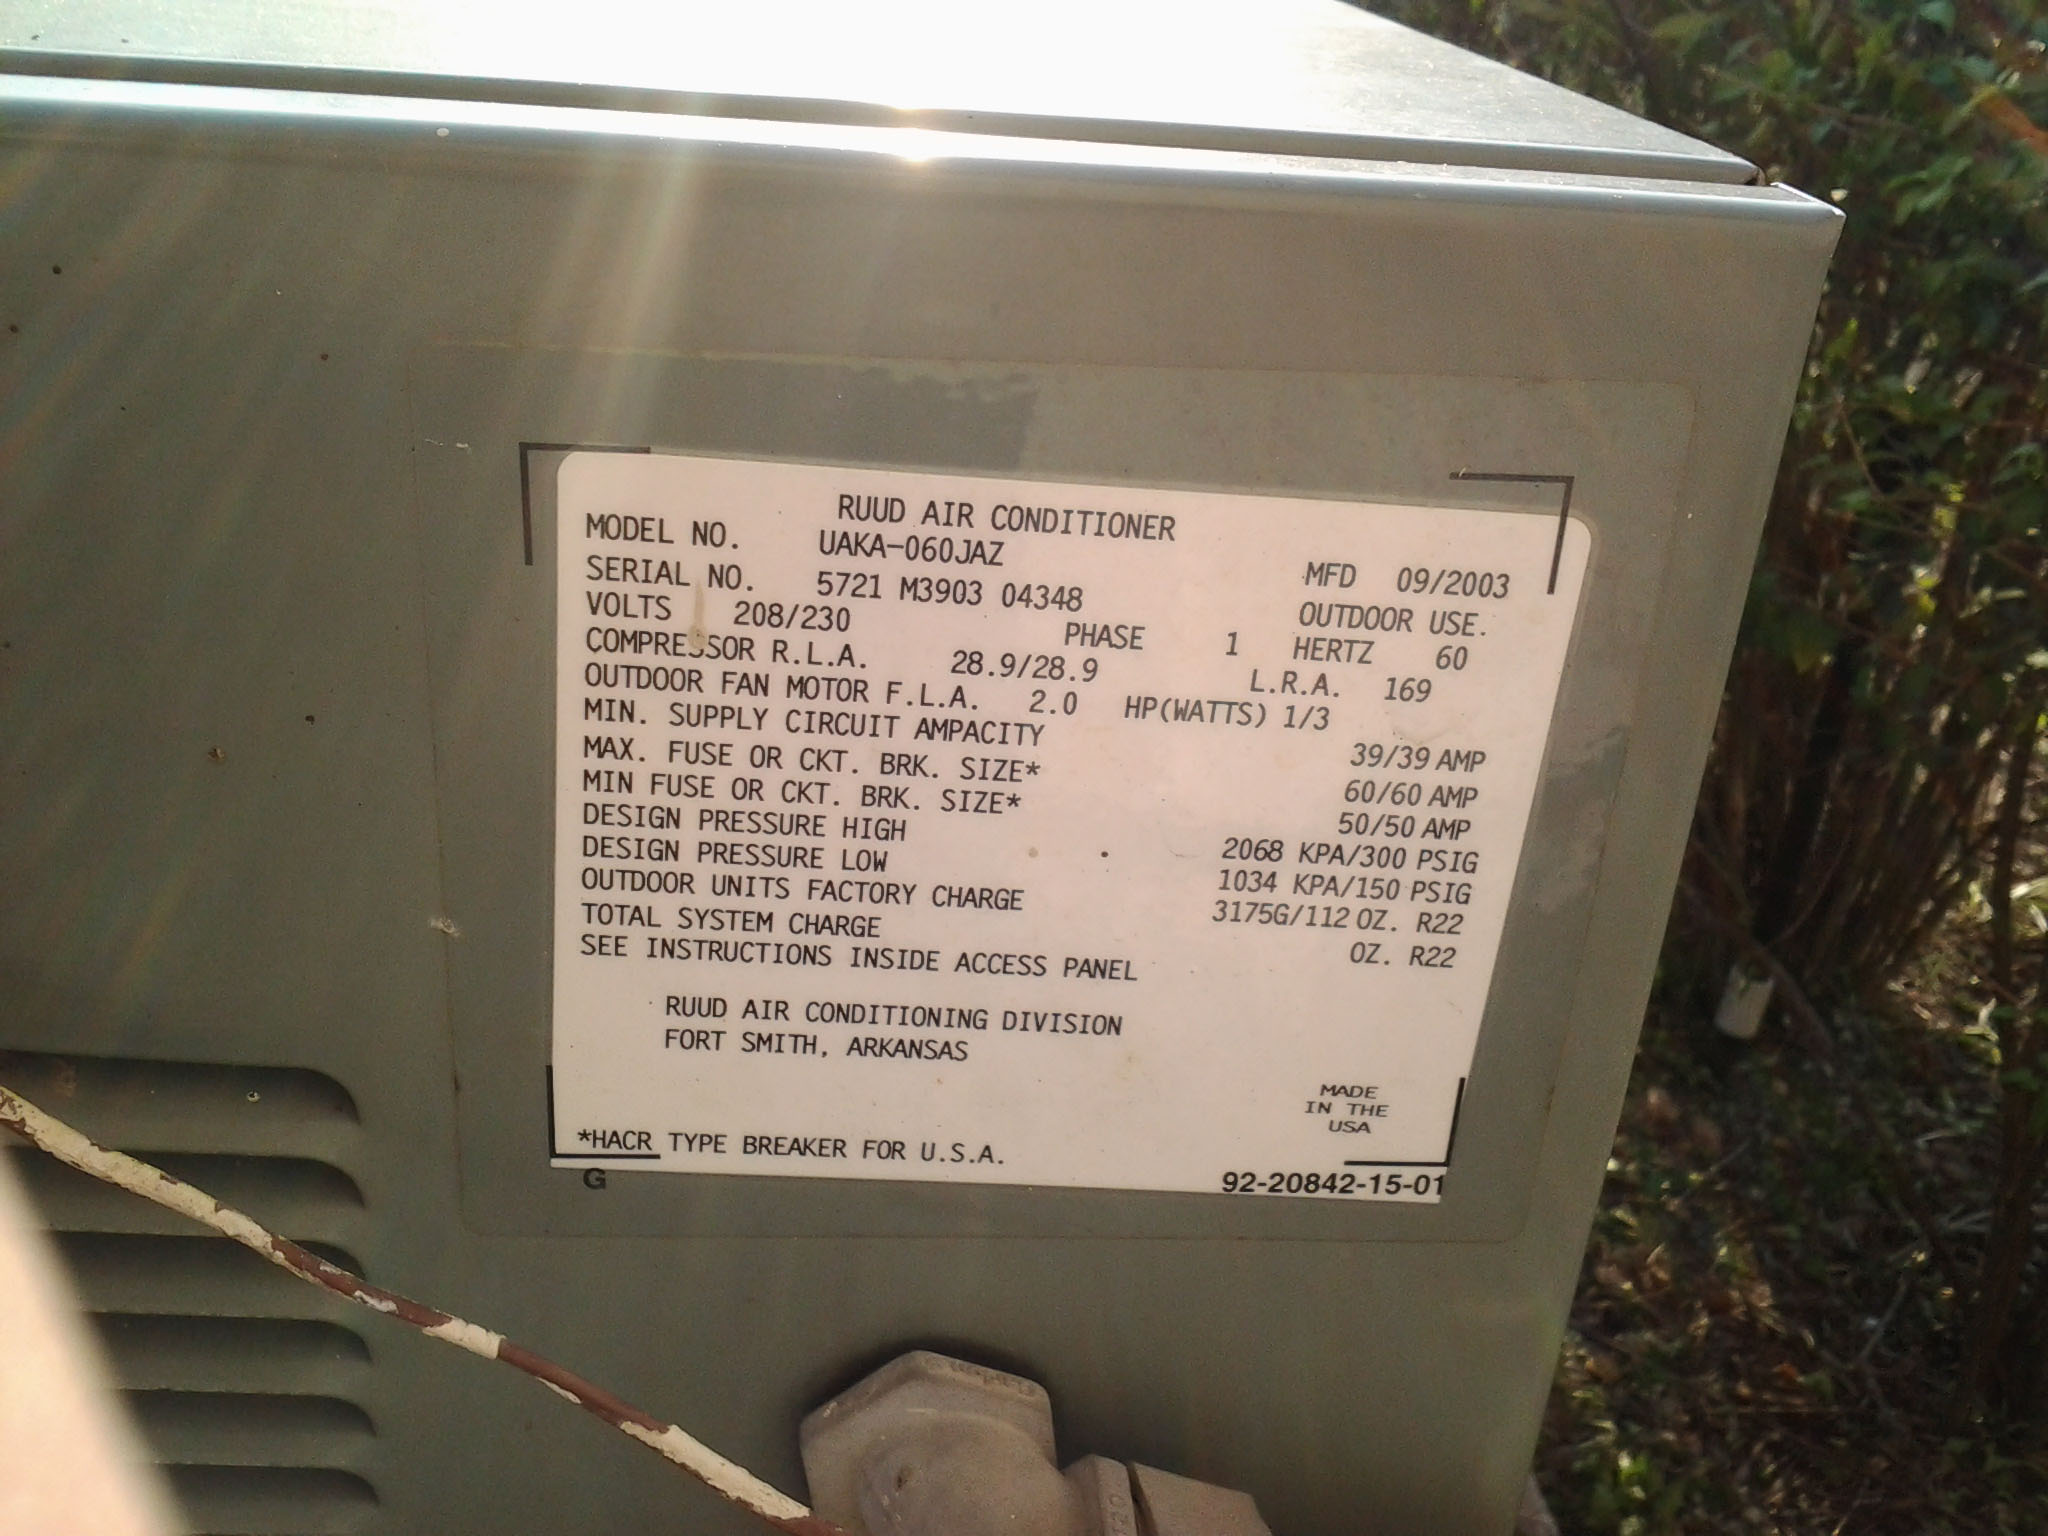 RUUD AIR CONDITIONER
MODEL NO. UAKA-060JAZ MFD 09/2003
SERIAL NO. 5721 M3903 04348 OUTDOOR USE.
VOLTS 208/230 PHASE 1 HERTZ 60
COMPRESSOR R.L.A. 28.9/28.9 L.R.A. 169
OUTDOOR FAN MOTOR F.L.A. 2.0 HP(WATTS) 1/3
MIN. SUPPLY CIRCUIT AMPACITY 39/39 AMP
MAX. FUSE OR CKT. BRK. SIZE* 60/60 AMP
MIN FUSE OR CKT. BRK. SIZE* 50/50 AMP
DESIGN PRESSURE HIGH 2068 KPA/300 PSIG
DESIGN PRESSURE LOW 1034 KPA/150 PSIG
OUTDOOR UNITS FACTORY CHARGE 3175G/112 OZ. R22
TOTAL SYSTEM CHARGE OZ. R22
SEE INSTRUCTIONS INSIDE ACCESS PANEL
RUUD AIR CONDITIONING DIVISION
FORT SMITH, ARKANSAS
MADE
IN THE
USA
*HACR TYPE BREAKER FOR U.S.A.
G 92-20842-15-01